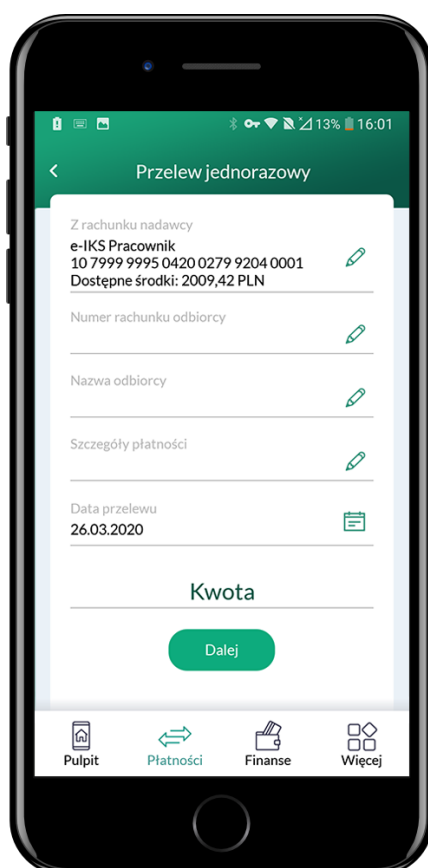 13% 16:01
Przelew jednorazowy
Z rachunku nadawcy
e-IKS Pracownik
10 7999 9995 0420 0279 9204 0001
Dostępne środki: 2009,42 PLN
Numer rachunku odbiorcy
Nazwa odbiorcy
Szczegóły płatności
Data przelewu
26.03.2020
Kwota
Dalej
Pulpit Płatności Finanse Więcej